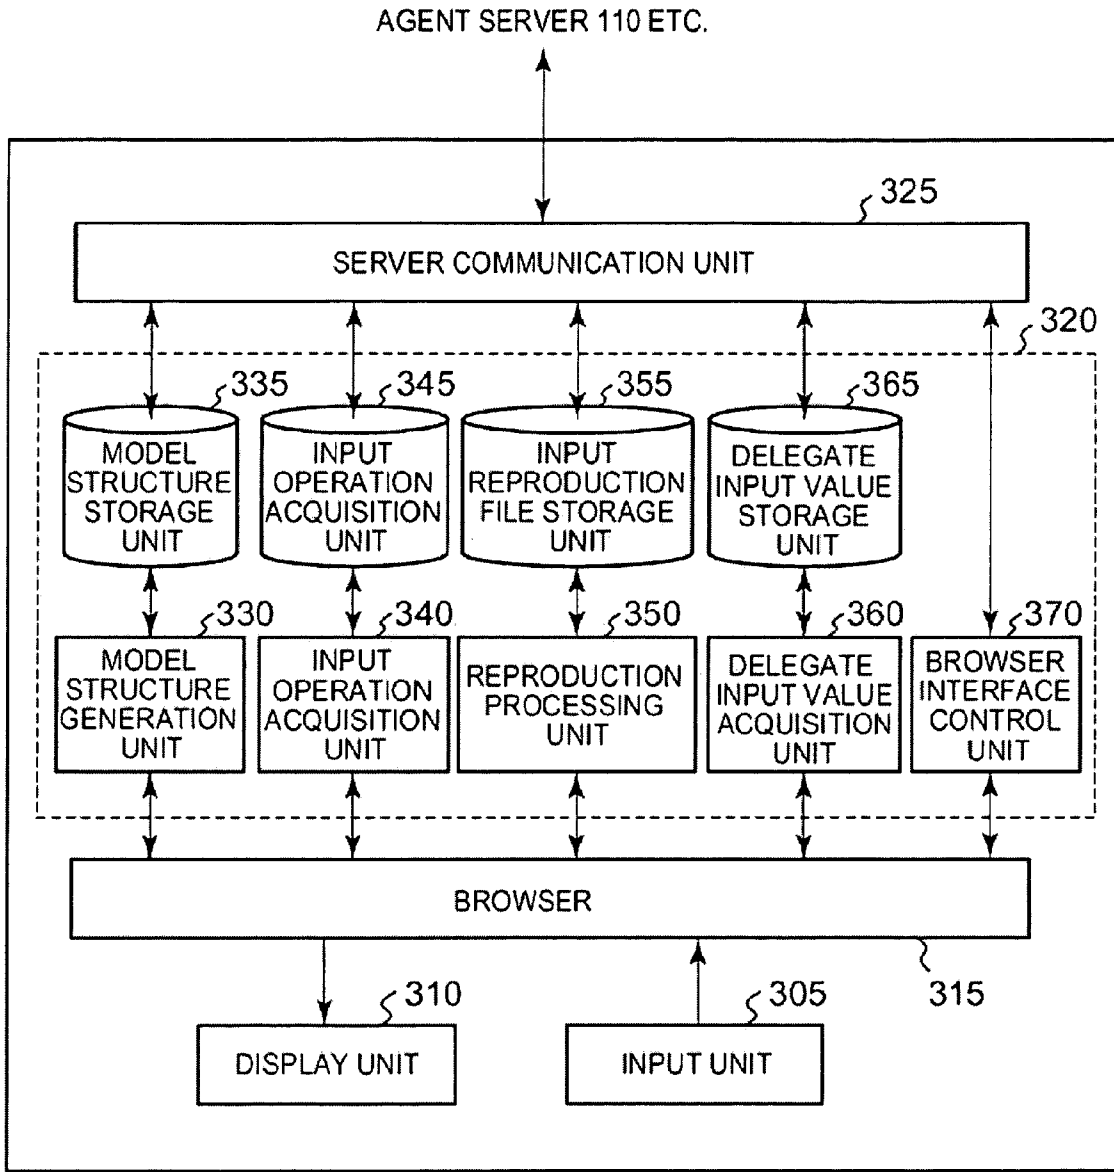 AGENT SERVER 110 ETC.
325
SERVER COMMUNICATION UNIT
320
335
MODEL
STRUCTURE
STORAGE
UNIT
345
INPUT
OPERATION
ACQUISITION
UNIT
355
INPUT
REPRODUCTION
FILE STORAGE
UNIT
365
DELEGATE
INPUT VALUE
STORAGE
UNIT
330
MODEL
STRUCTURE
GENERATION
UNIT
340
INPUT
OPERATION
ACQUISITION
UNIT
350
REPRODUCTION
PROCESSING
UNIT
360
DELEGATE
INPUT VALUE
ACQUISITION
UNIT
370
BROWSER
INTERFACE
CONTROL
UNIT
BROWSER
315
310
DISPLAY UNIT
305
INPUT UNIT